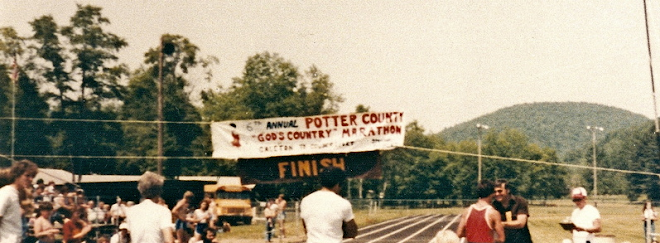 6TH ANNUAL POTTER COUNTY
"GOD'S COUNTRY" MARATHON
FINISH